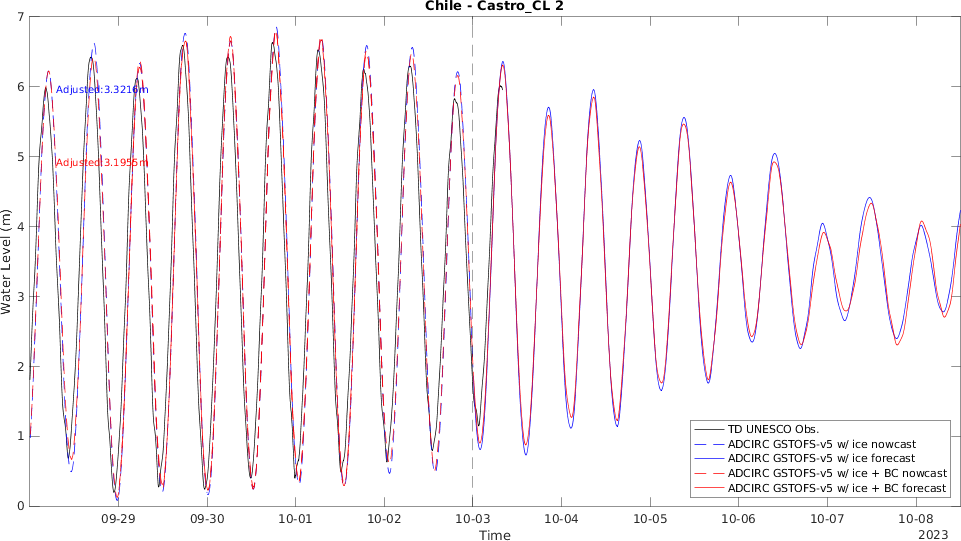 Chile - Castro_CL 2
Water Level (m)
7
6
5
4
3
2
1
0
Adjusted:3.3216m
Adjusted:3.1955m
TD UNESCO Obs.
ADCIRC GSTOFS-v5 w/ ice nowcast
ADCIRC GSTOFS-v5 w/ ice forecast
ADCIRC GSTOFS-v5 w/ ice + BC nowcast
ADCIRC GSTOFS-v5 w/ ice + BC forecast
09-29 09-30 10-01 10-02 10-03 10-04 10-05 10-06 10-07 10-08
Time
2023